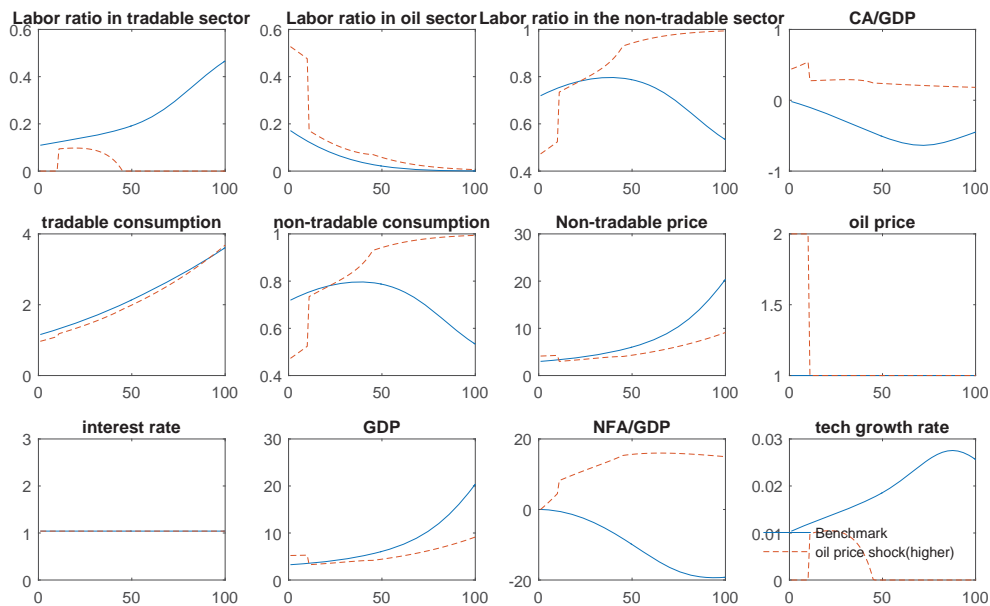 Labor ratio in tradable sector
Labor ratio in oil sector
Labor ratio in the non-tradable sector
CA/GDP
0.6
0.4
0.2
0
0 50 100
0.6
0.4
0.2
0
0 50 100
1
0.8
0.6
0.4
0 50 100
1
0
-1
0 50 100
tradable consumption
non-tradable consumption
Non-tradable price
oil price
4
2
0
0 50 100
1
0.8
0.6
0.4
0 50 100
30
20
10
0
0 50 100
2
1.5
1
0 50 100
interest rate
GDP
NFA/GDP
tech growth rate
3
2
1
0
0 50 100
30
20
10
0
0 50 100
20
0
-20
0 50 100
0.03
0.02
0.01
0
0 50 100
Benchmark
oil price shock(higher)